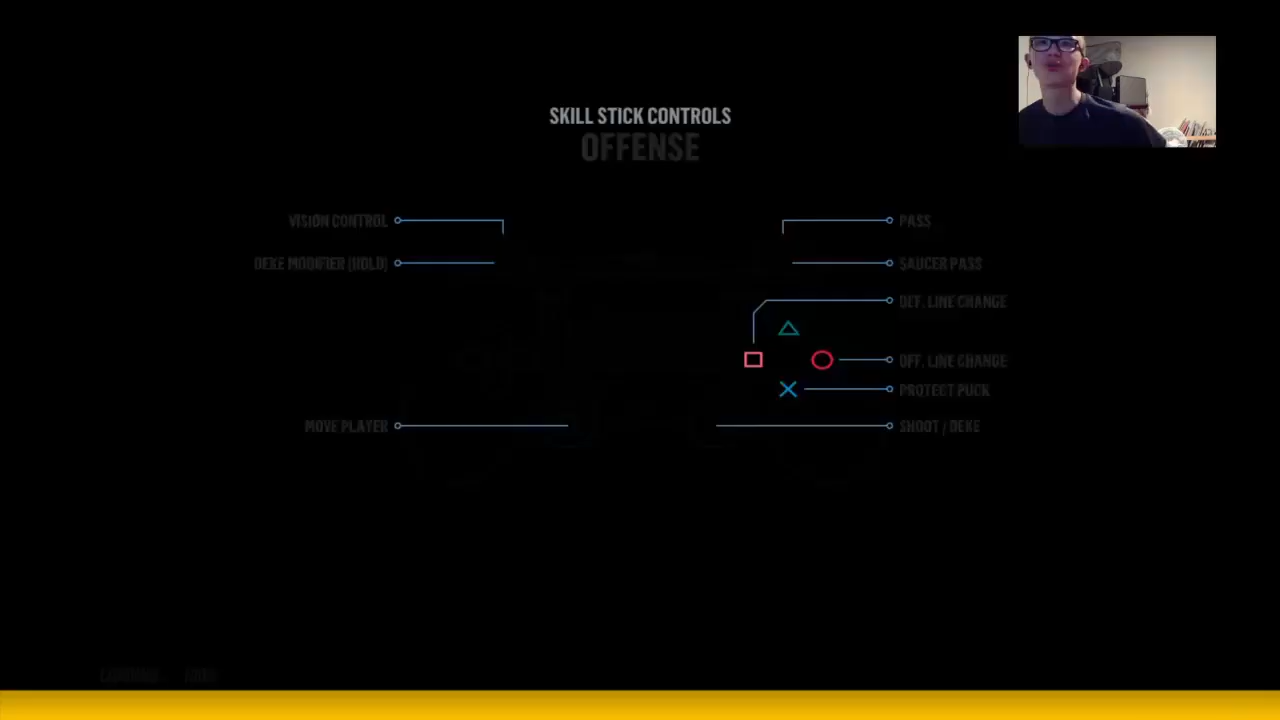 SKILL STICK CONTROLS
OFFENSE
VISION CONTROL
PASS
DEKE MODIFIER (HOLD)
SAUCER PASS
DEF. LINE CHANGE
OFF. LINE CHANGE
PROTECT PUCK
MOVE PLAYER
SHOOT / DEKE